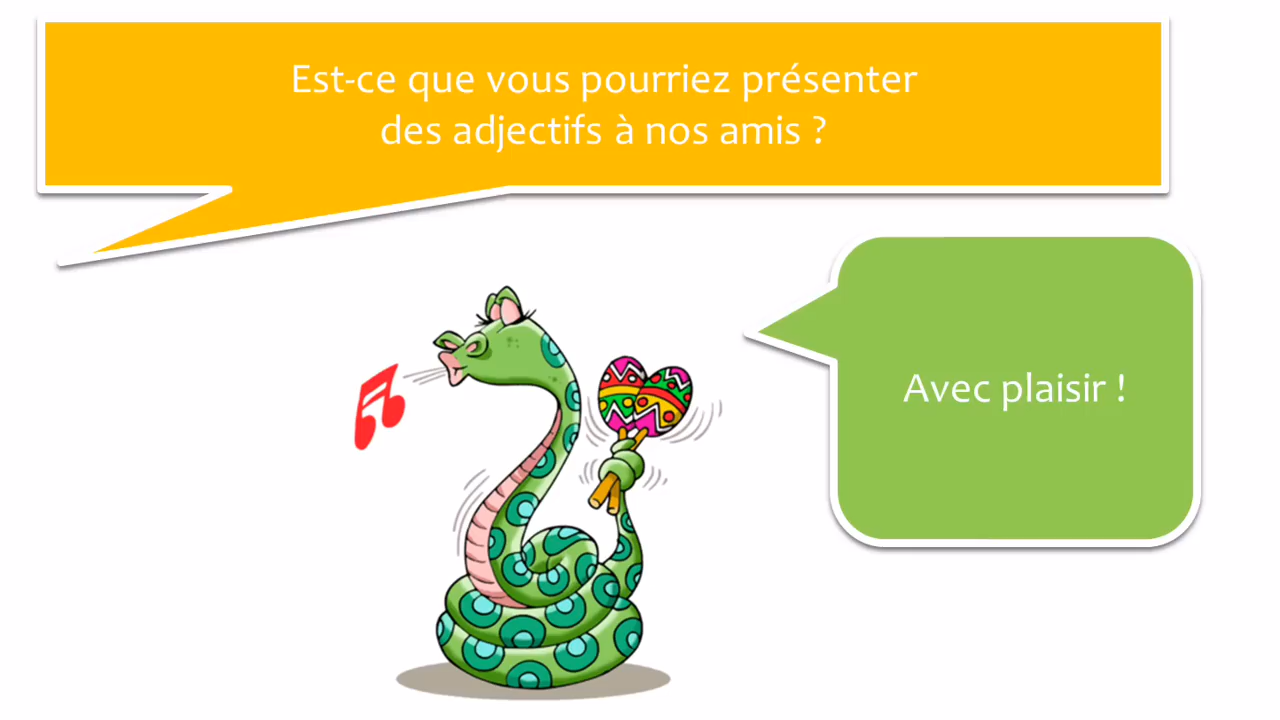 Est-ce que vous pourriez présenter
des adjectifs à nos amis ?
Avec plaisir !